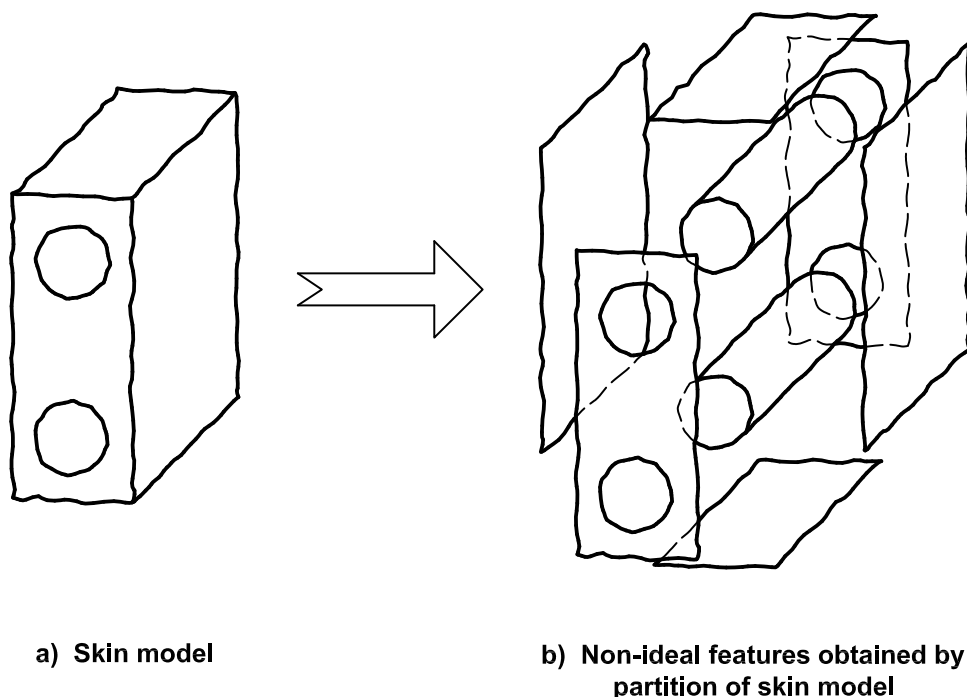 a) Skin model
b) Non-ideal features obtained by
partition of skin model